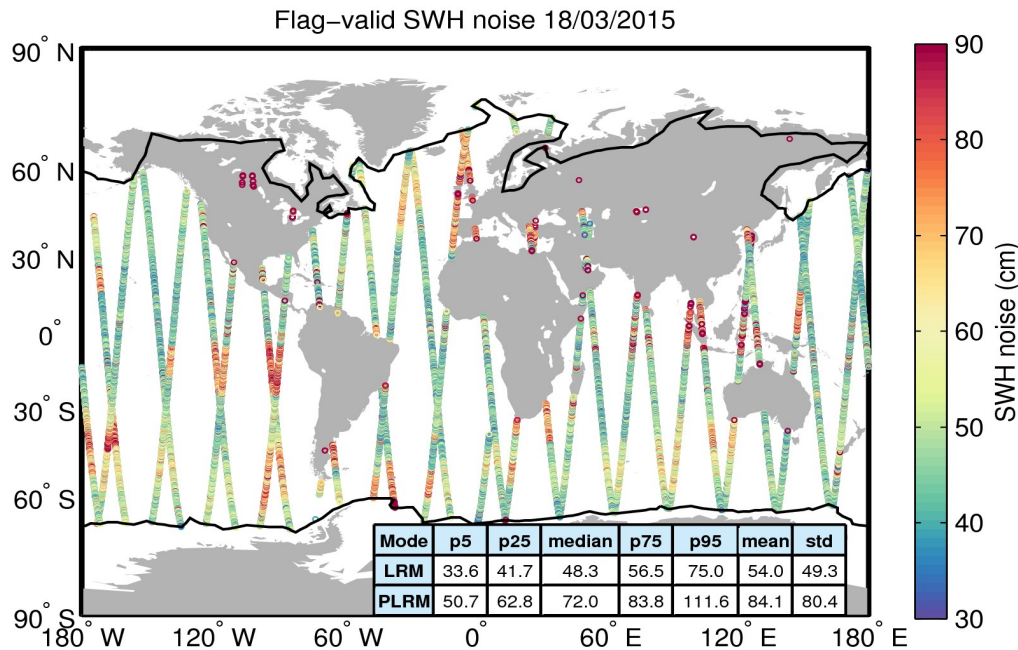 Flag−valid SWH noise 18/03/2015
90° N
60° N
30° N
0°
30° S
60° S
90° S
180° W
120° W
60° W
0°
60° E
120° E
180° E
Mode p5 p25 median p75 p95 mean std
LRM 33.6 41.7 48.3 56.5 75.0 54.0 49.3
PLRM 50.7 62.8 72.0 83.8 111.6 84.1 80.4
90
80
70
60
50
40
30
SWH noise (cm)